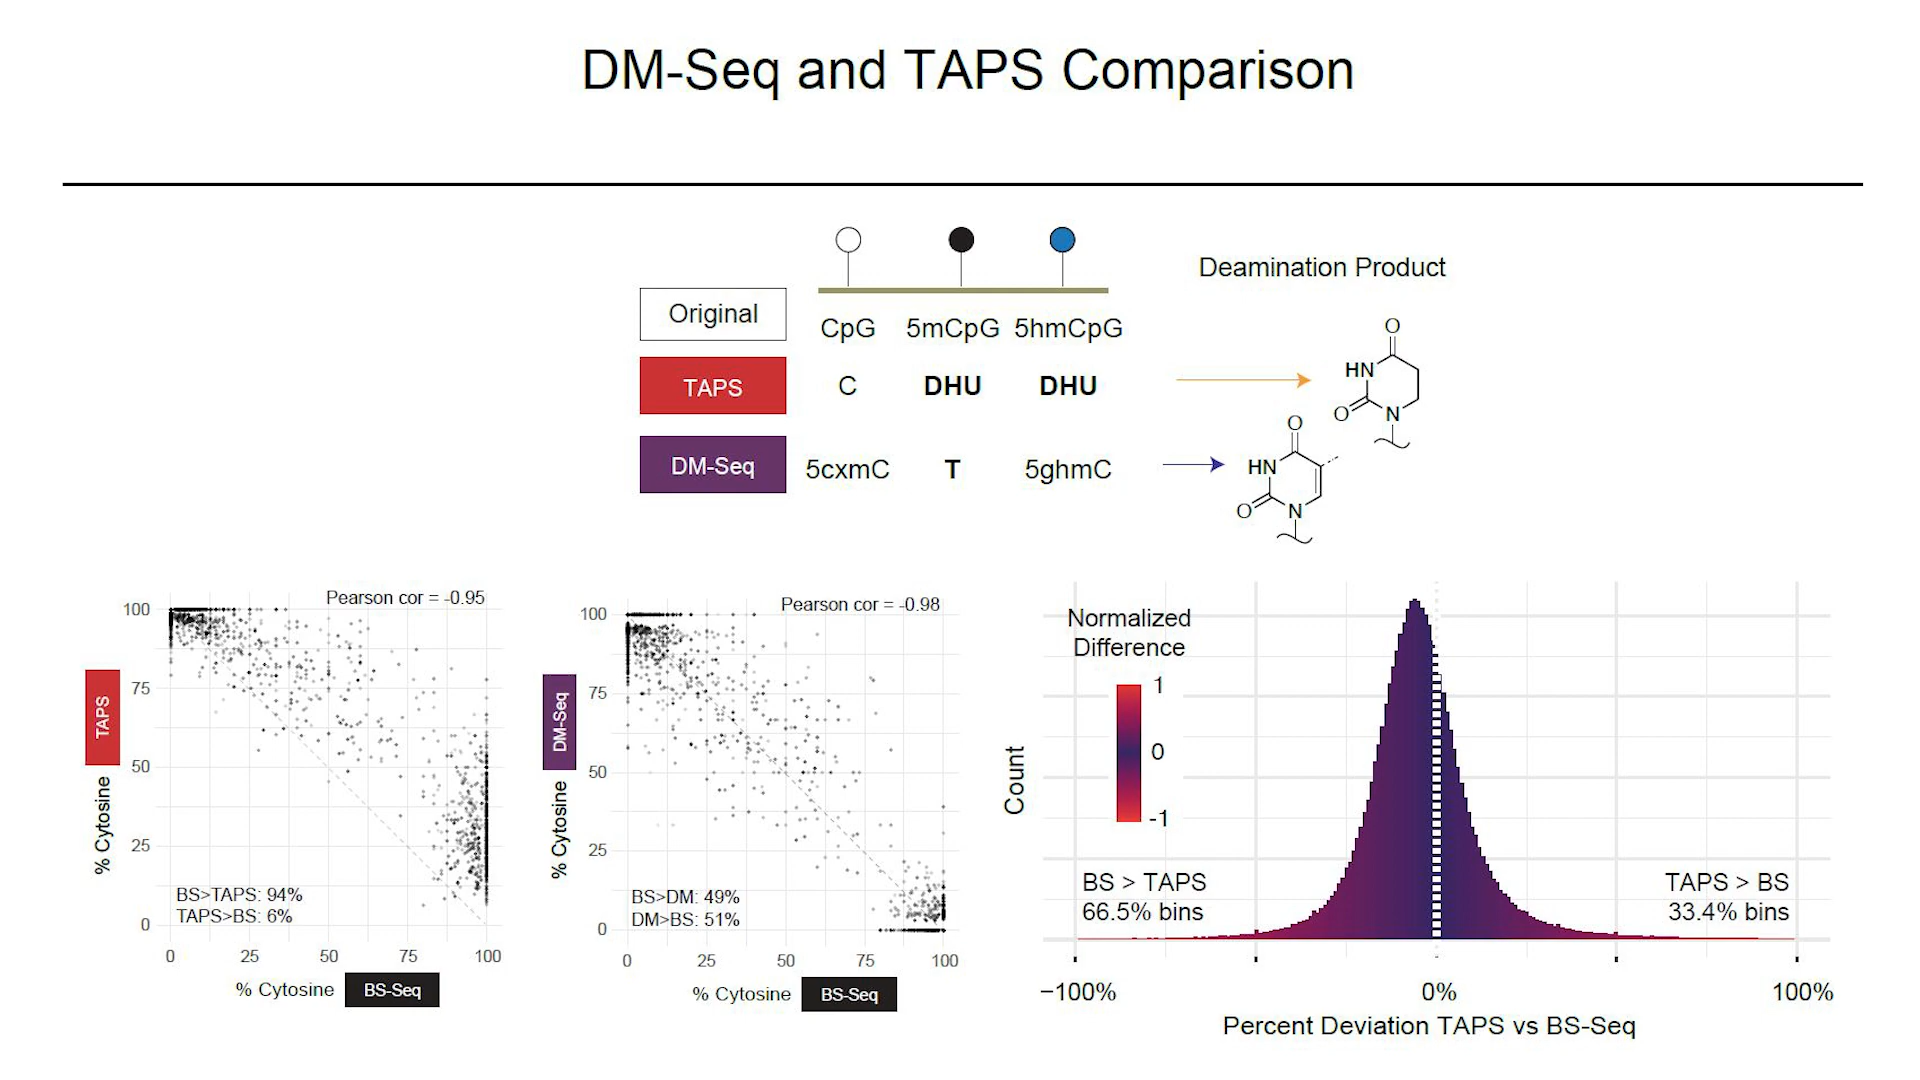 DM-Seq and TAPS Comparison
Deamination Product
Original
CpG 5mCpG 5hmCpG
TAPS C DHU DHU
DM-Seq 5cxmC T 5ghmC
O
HN
O N
O
HN
O N
Pearson cor = -0.95
100
75
50
25
0
TAPS
% Cytosine
BS>TAPS: 94%
TAPS>BS: 6%
0 25 50 75 100
% Cytosine BS-Seq
Pearson cor = -0.98
100
75
50
25
0
DM-Seq
% Cytosine
BS>DM: 49%
DM>BS: 51%
0 25 50 75 100
% Cytosine BS-Seq
Normalized
Difference
1
0
-1
Count
BS > TAPS
66.5% bins
TAPS > BS
33.4% bins
−100% 0% 100%
Percent Deviation TAPS vs BS-Seq